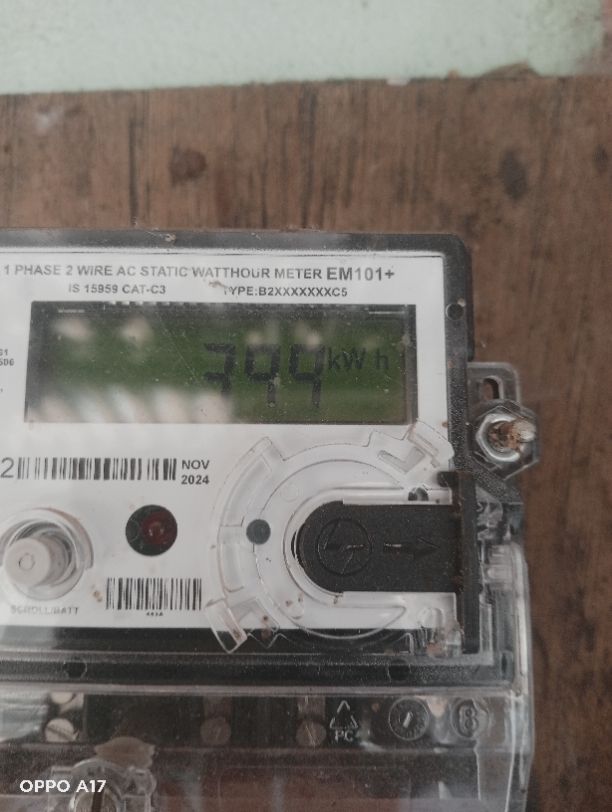 1 PHASE 2 WIRE AC STATIC WATTHOUR METER EM101+
IS 15959 CAT-C3 TYPE:B2XXXXXXXC5
kWh
2
NOV
2024
SCROLL/BATT
PC
OPPO A17